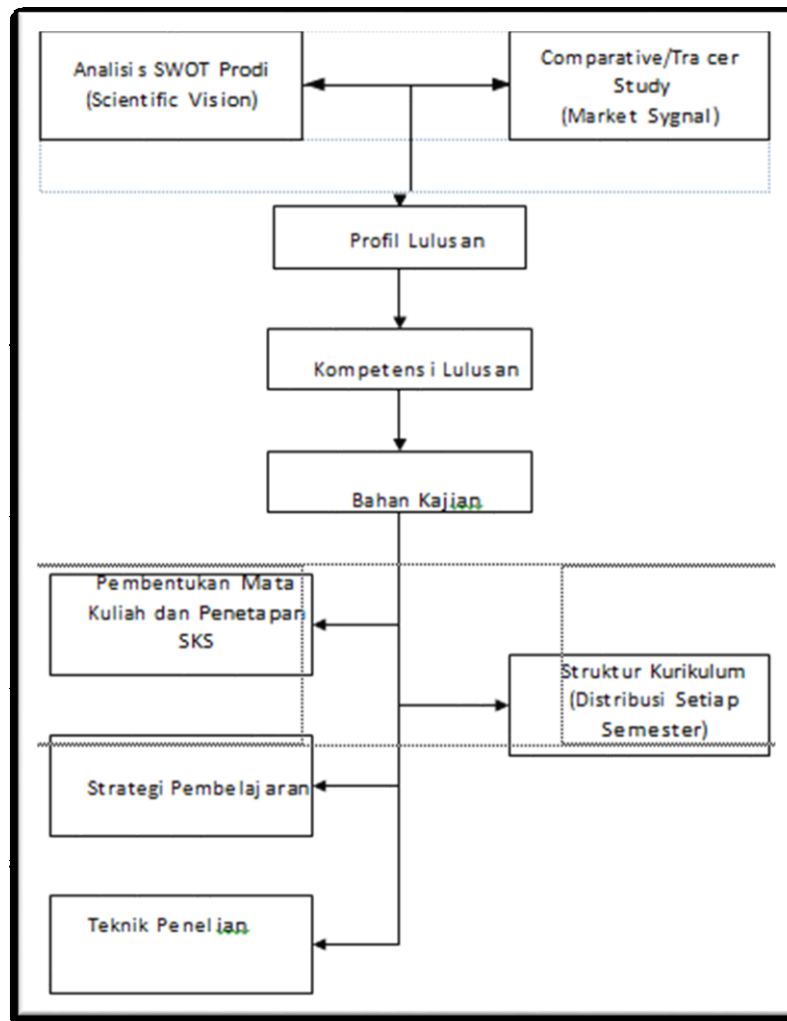 Analisis SWOT Prodi
(Scientific Vision)
Comparative/Tracer
Study
(Market Sygnal)
Profil Lulusan
Kompetensi Lulusan
Bahan Kajian
Pembentukan Mata
Kuliah dan Penetapan
SKS
Struktur Kurikulum
(Distribusi Setiap
Semester)
Strategi Pembelajaran
Teknik Penelian